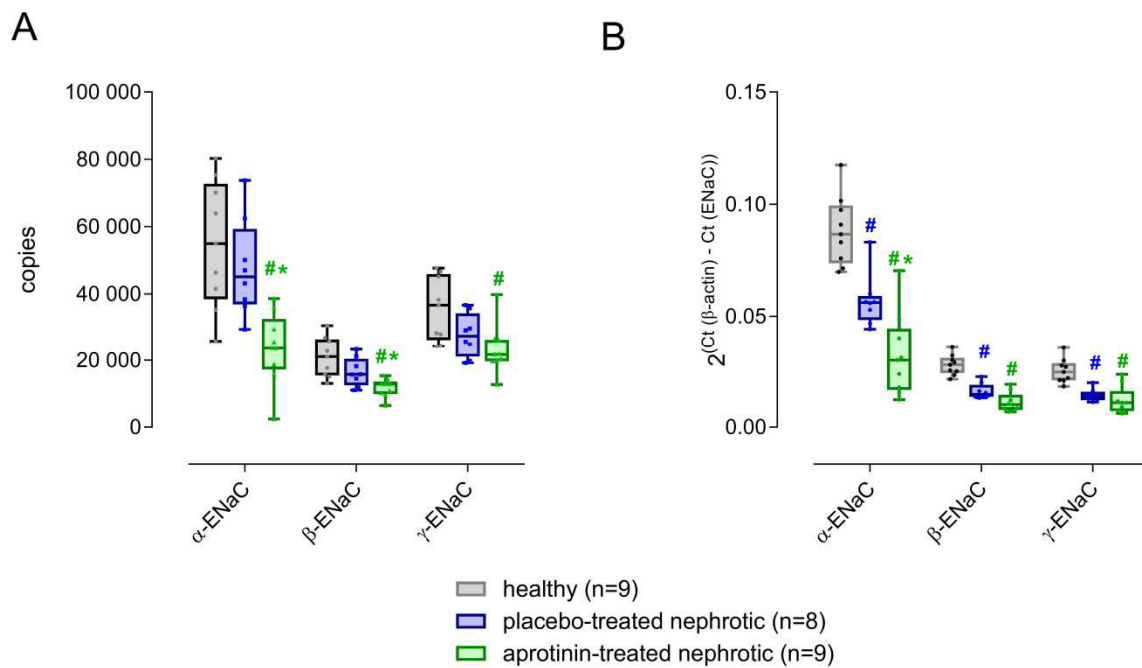 A
B
100 000
80 000
60 000
40 000
20 000
0
copies
#*
#*
#
α-ENaC
β-ENaC
γ-ENaC
0.15
0.10
0.05
0.00
2(Ct (β-actin) - Ct (ENaC))
#
#*
#
#
#
#
α-ENaC
β-ENaC
γ-ENaC
healthy (n=9)
placebo-treated nephrotic (n=8)
aprotinin-treated nephrotic (n=9)